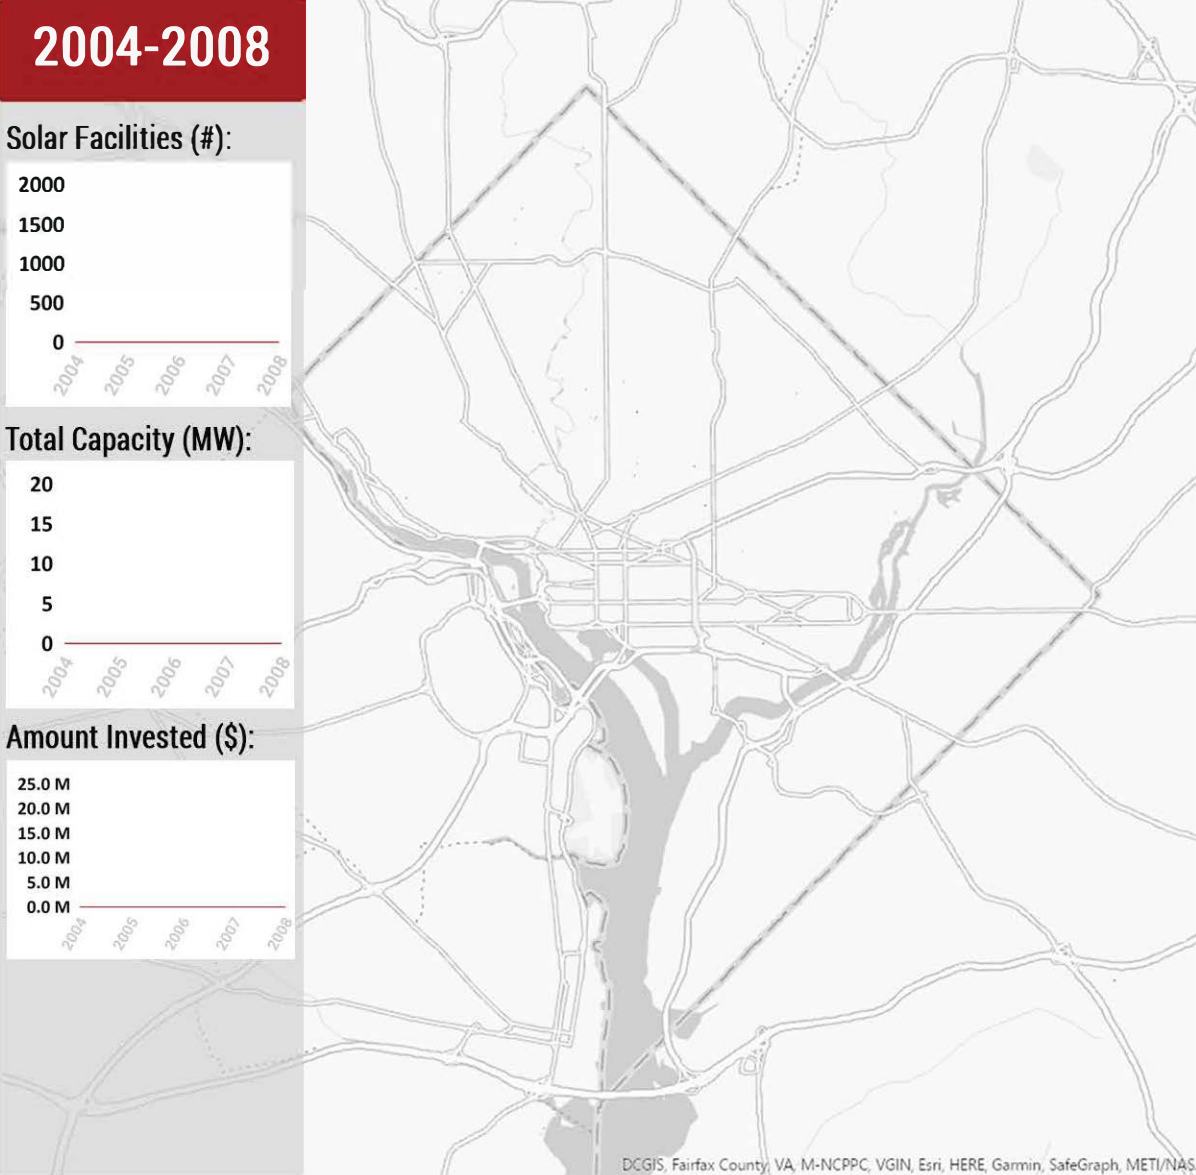 2004-2008
Solar Facilities (#):
2000
1500
1000
500
0
2004 2005 2006 2007 2008
Total Capacity (MW):
20
15
10
5
0
2004 2005 2006 2007 2008
Amount Invested ($):
25.0 M
20.0 M
15.0 M
10.0 M
5.0 M
0.0 M
2004 2005 2006 2007 2008
DCGIS, Fairfax County, VA, M-NCPPC, VGIN, Esri, HERE, Garmin, SafeGraph, METI/NAS